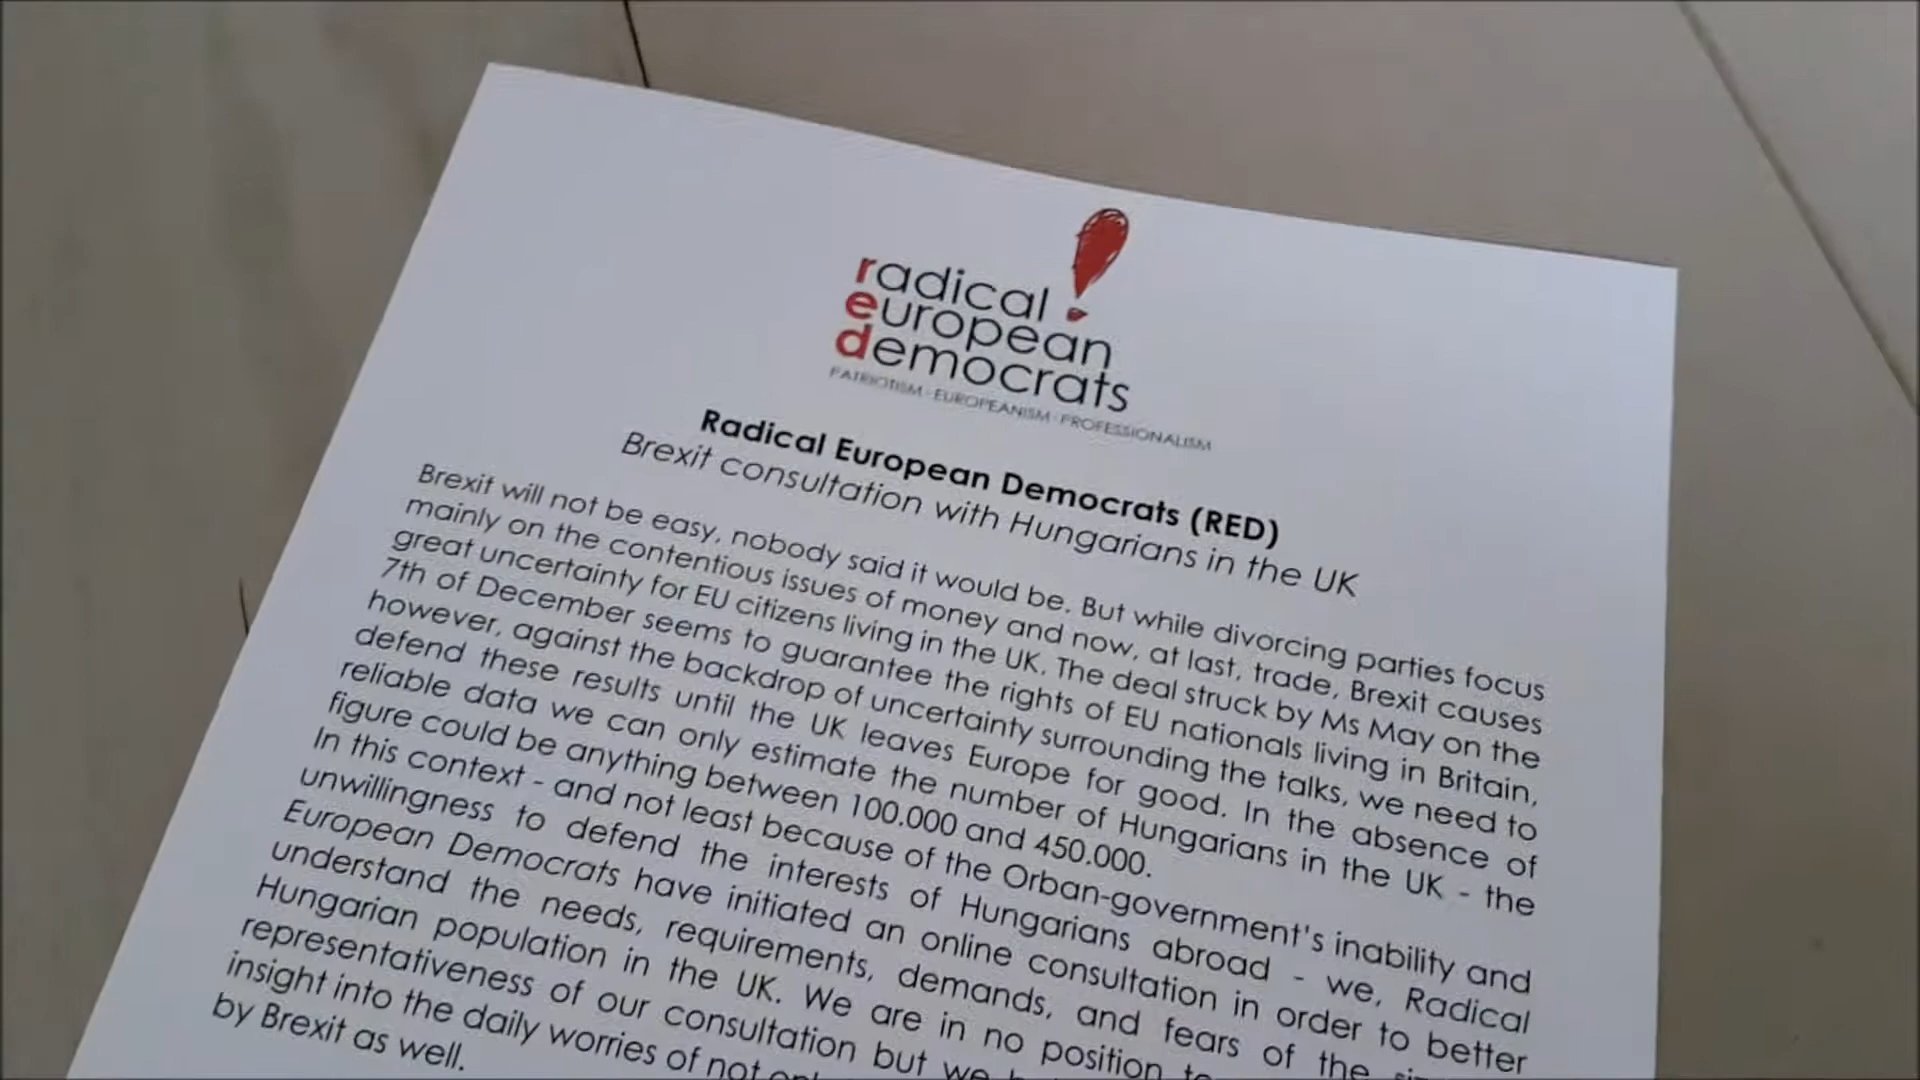 radical !
european
democrats
PATRIOTISM · EUROPEANISM · PROFESSIONALISM
Radical European Democrats (RED)
Brexit consultation with Hungarians in the UK
Brexit will not be easy, nobody said it would be. But while divorcing parties focus
mainly on the contentious issues of money and now, at last, trade, Brexit causes
great uncertainty for EU citizens living in the UK. The deal struck by Ms May on the
7th of December seems to guarantee the rights of EU nationals living in Britain,
however, against the backdrop of uncertainty surrounding the talks, we need to
defend these results until the UK leaves Europe for good. In the absence of
reliable data we can only estimate the number of Hungarians in the UK - the
figure could be anything between 100.000 and 450.000.
In this context - and not least because of the Orban-government's inability and
unwillingness to defend the interests of Hungarians abroad - we, Radical
European Democrats have initiated an online consultation in order to better
understand the needs, requirements, demands, and fears of the
Hungarian population in the UK. We are in no position
representativeness of our consultation but we
insight into the daily worries of not
by Brexit as well.